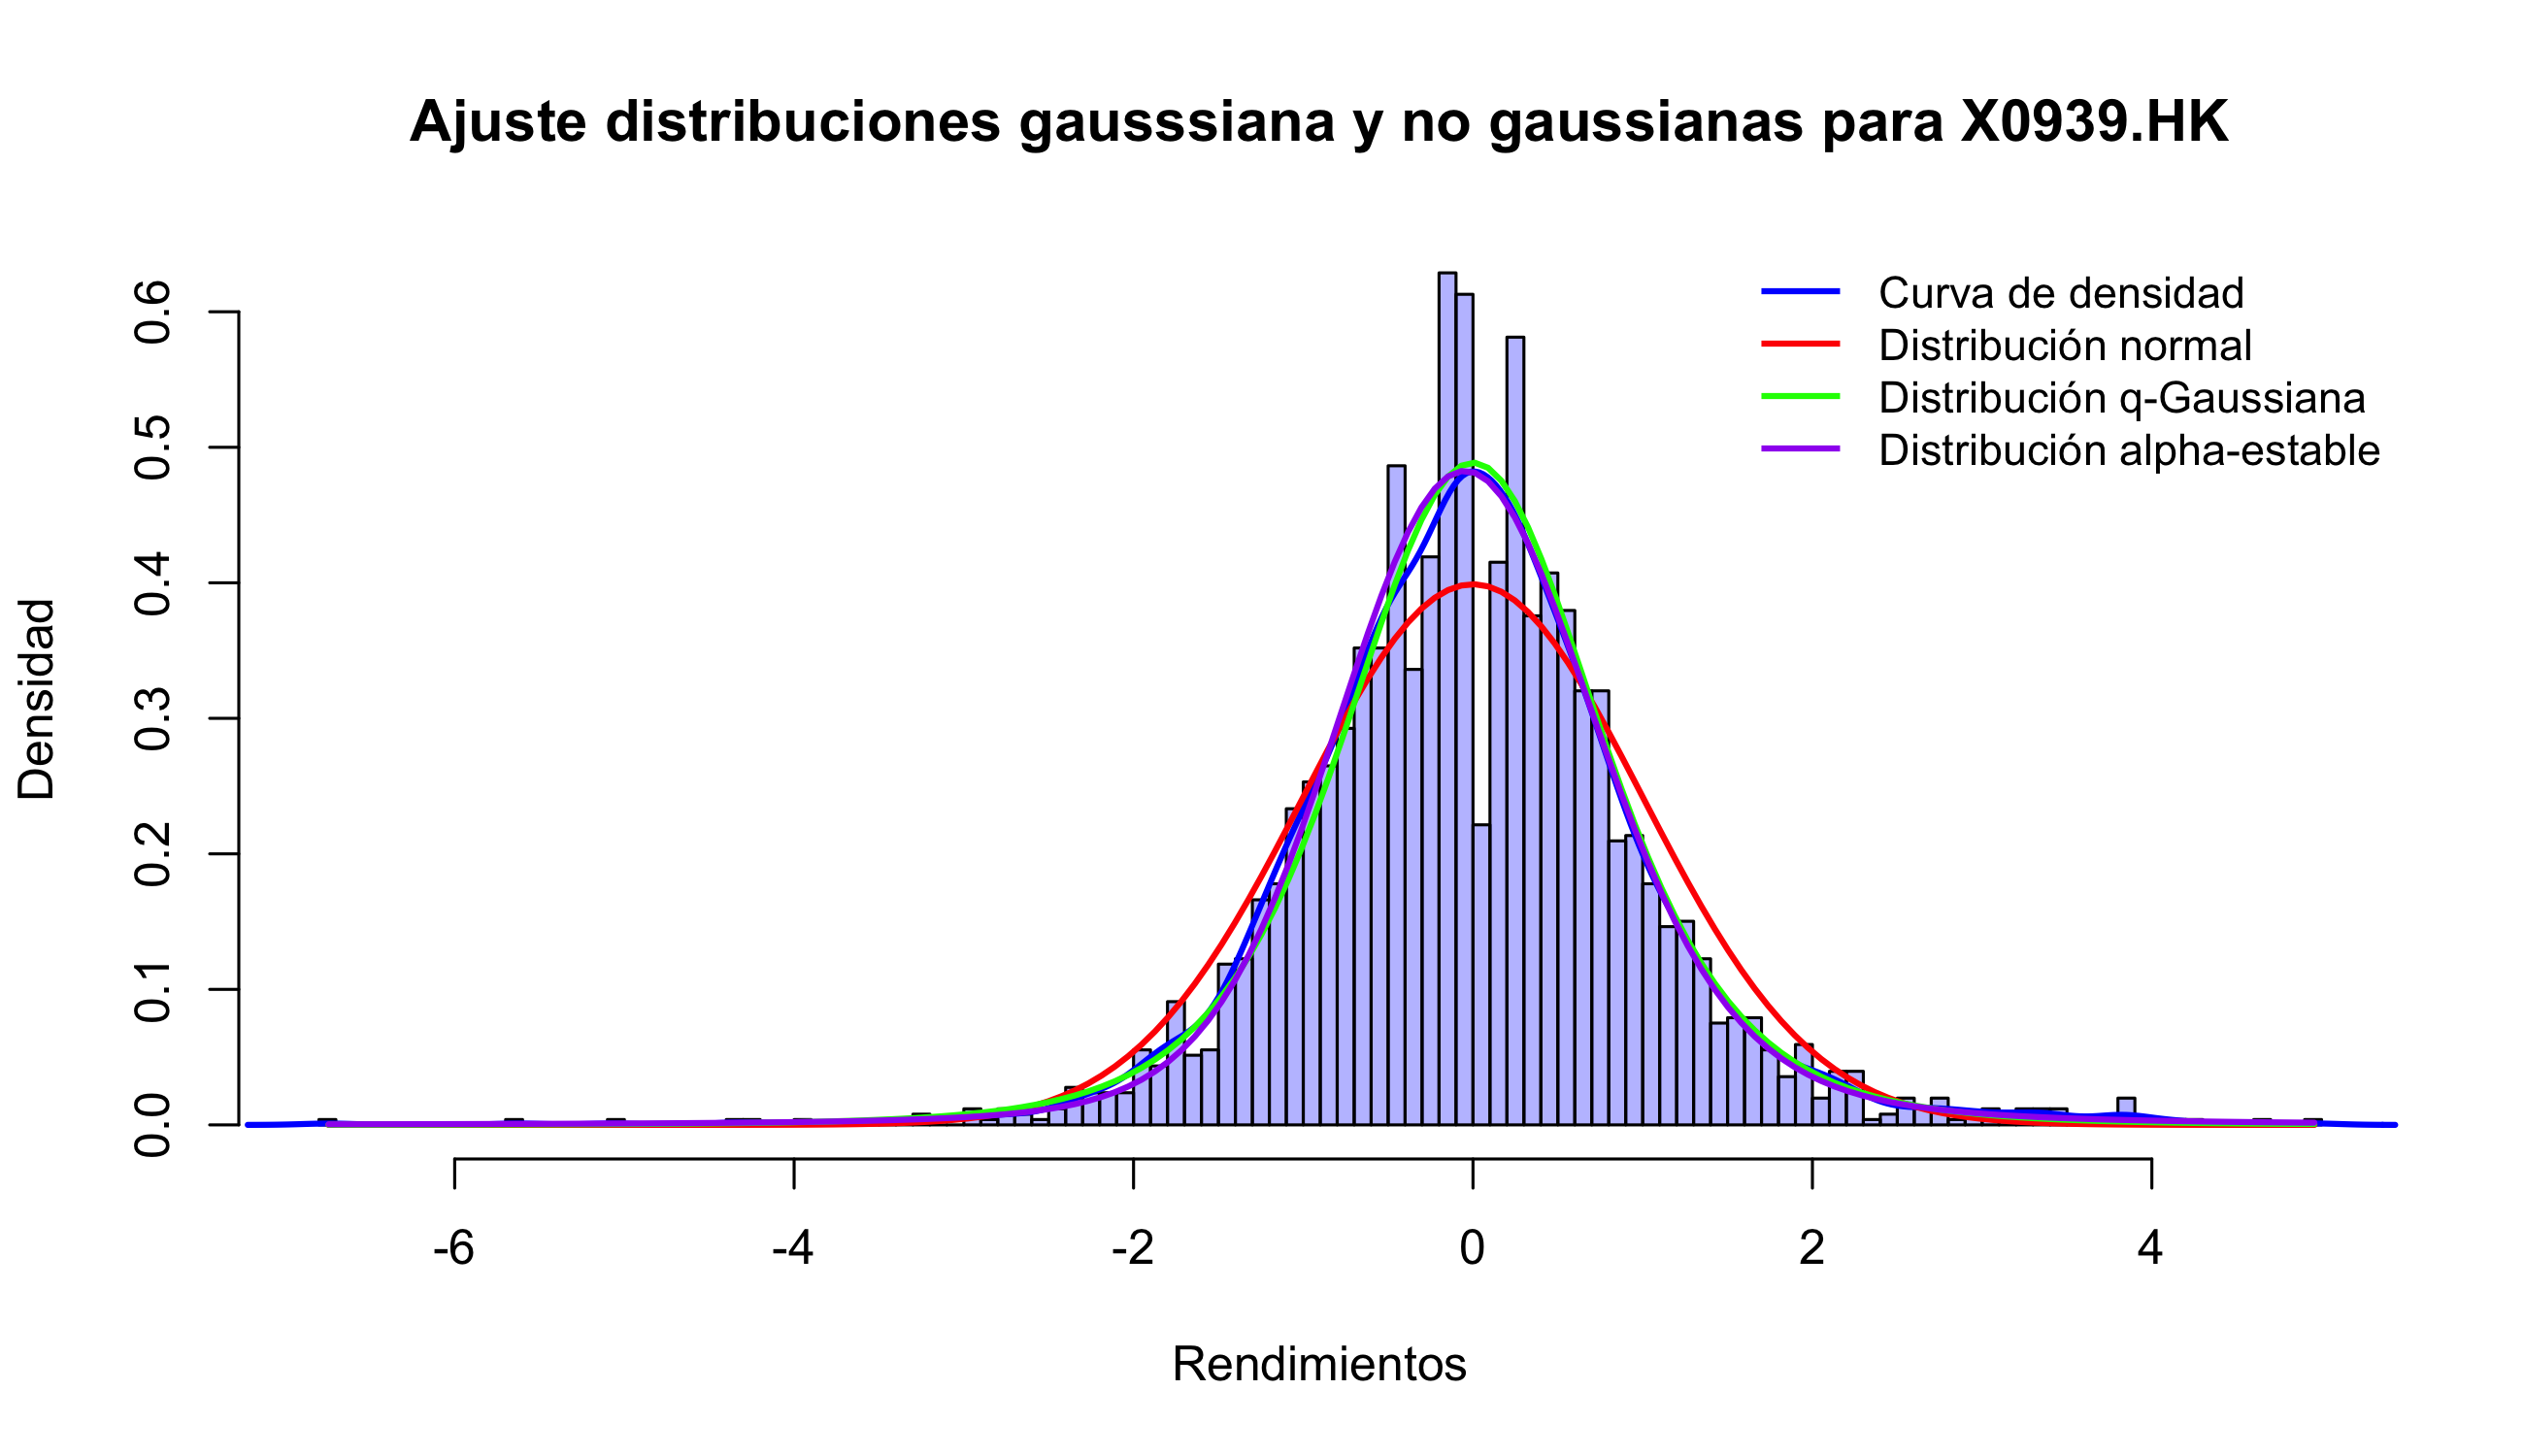 Ajuste distribuciones gausssiana y no gaussianas para X0939.HK
Curva de densidad
Distribución normal
Distribución q-Gaussiana
Distribución alpha-estable
Densidad
0.6
0.5
0.4
0.3
0.2
0.1
0.0
-6 -4 -2 0 2 4
Rendimientos